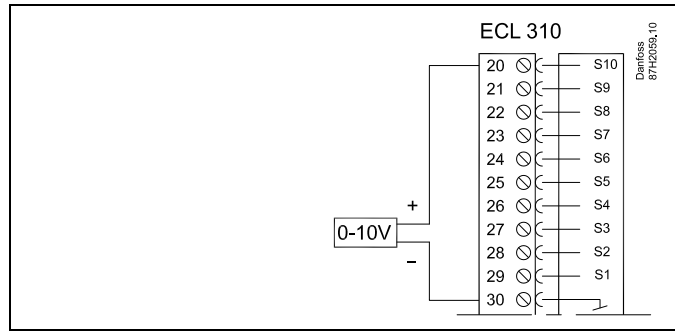 ECL 310
Danfoss
87H2059.10
20 S10
21 S9
22 S8
23 S7
24 S6
25 S5
26 S4
27 S3
28 S2
29 S1
30
+
0-10V
−